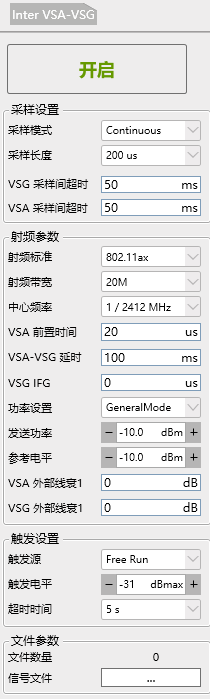 Inter VSA-VSG
开启
采样设置
采样模式 Continuous
采样长度 200 us
VSG 采样间超时 50 ms
VSA 采样间超时 50 ms
射频参数
射频标准 802.11ax
射频带宽 20M
中心频率 1 / 2412 MHz
VSA 前置时间 20 us
VSA-VSG 延时 100 ms
VSG IFG 0 us
功率设置 GeneralMode
发送功率 − -10.0 dBm +
参考电平 − -10.0 dBm +
VSA 外部线衰1 0 dB
VSG 外部线衰1 0 dB
触发设置
触发源 Free Run
触发电平 − -31 dBmax +
超时时间 5 s
文件参数
文件数量 0
信号文件 ...